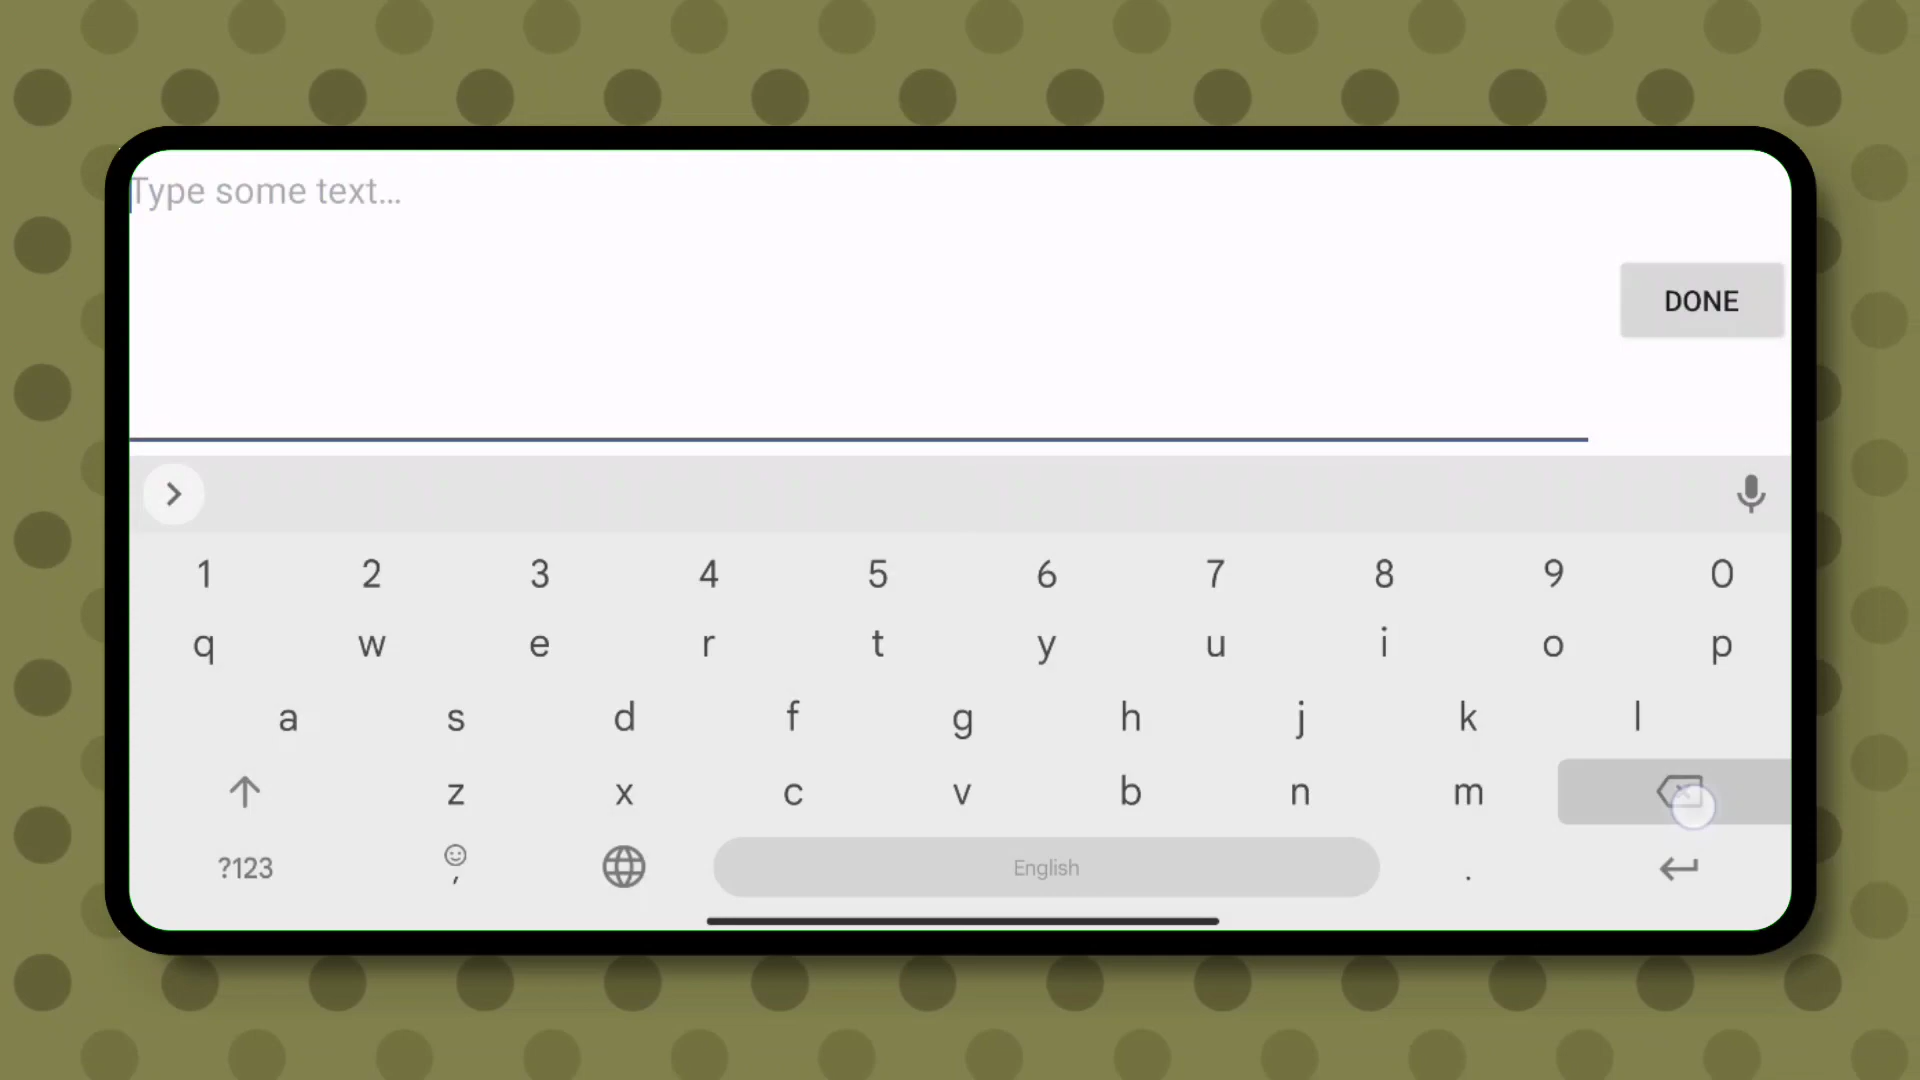 Type some text...
DONE
1 2 3 4 5 6 7 8 9 0
q w e r t y u i o p
a s d f g h j k l
z x c v b n m
?123 , English .